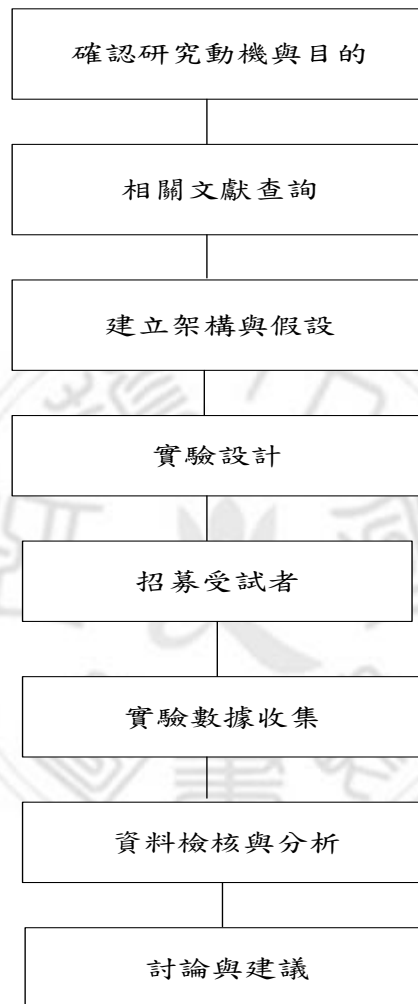 確認研究動機與目的
相關文獻查詢
建立架構與假設
實驗設計
招募受試者
實驗數據收集
資料檢核與分析
討論與建議